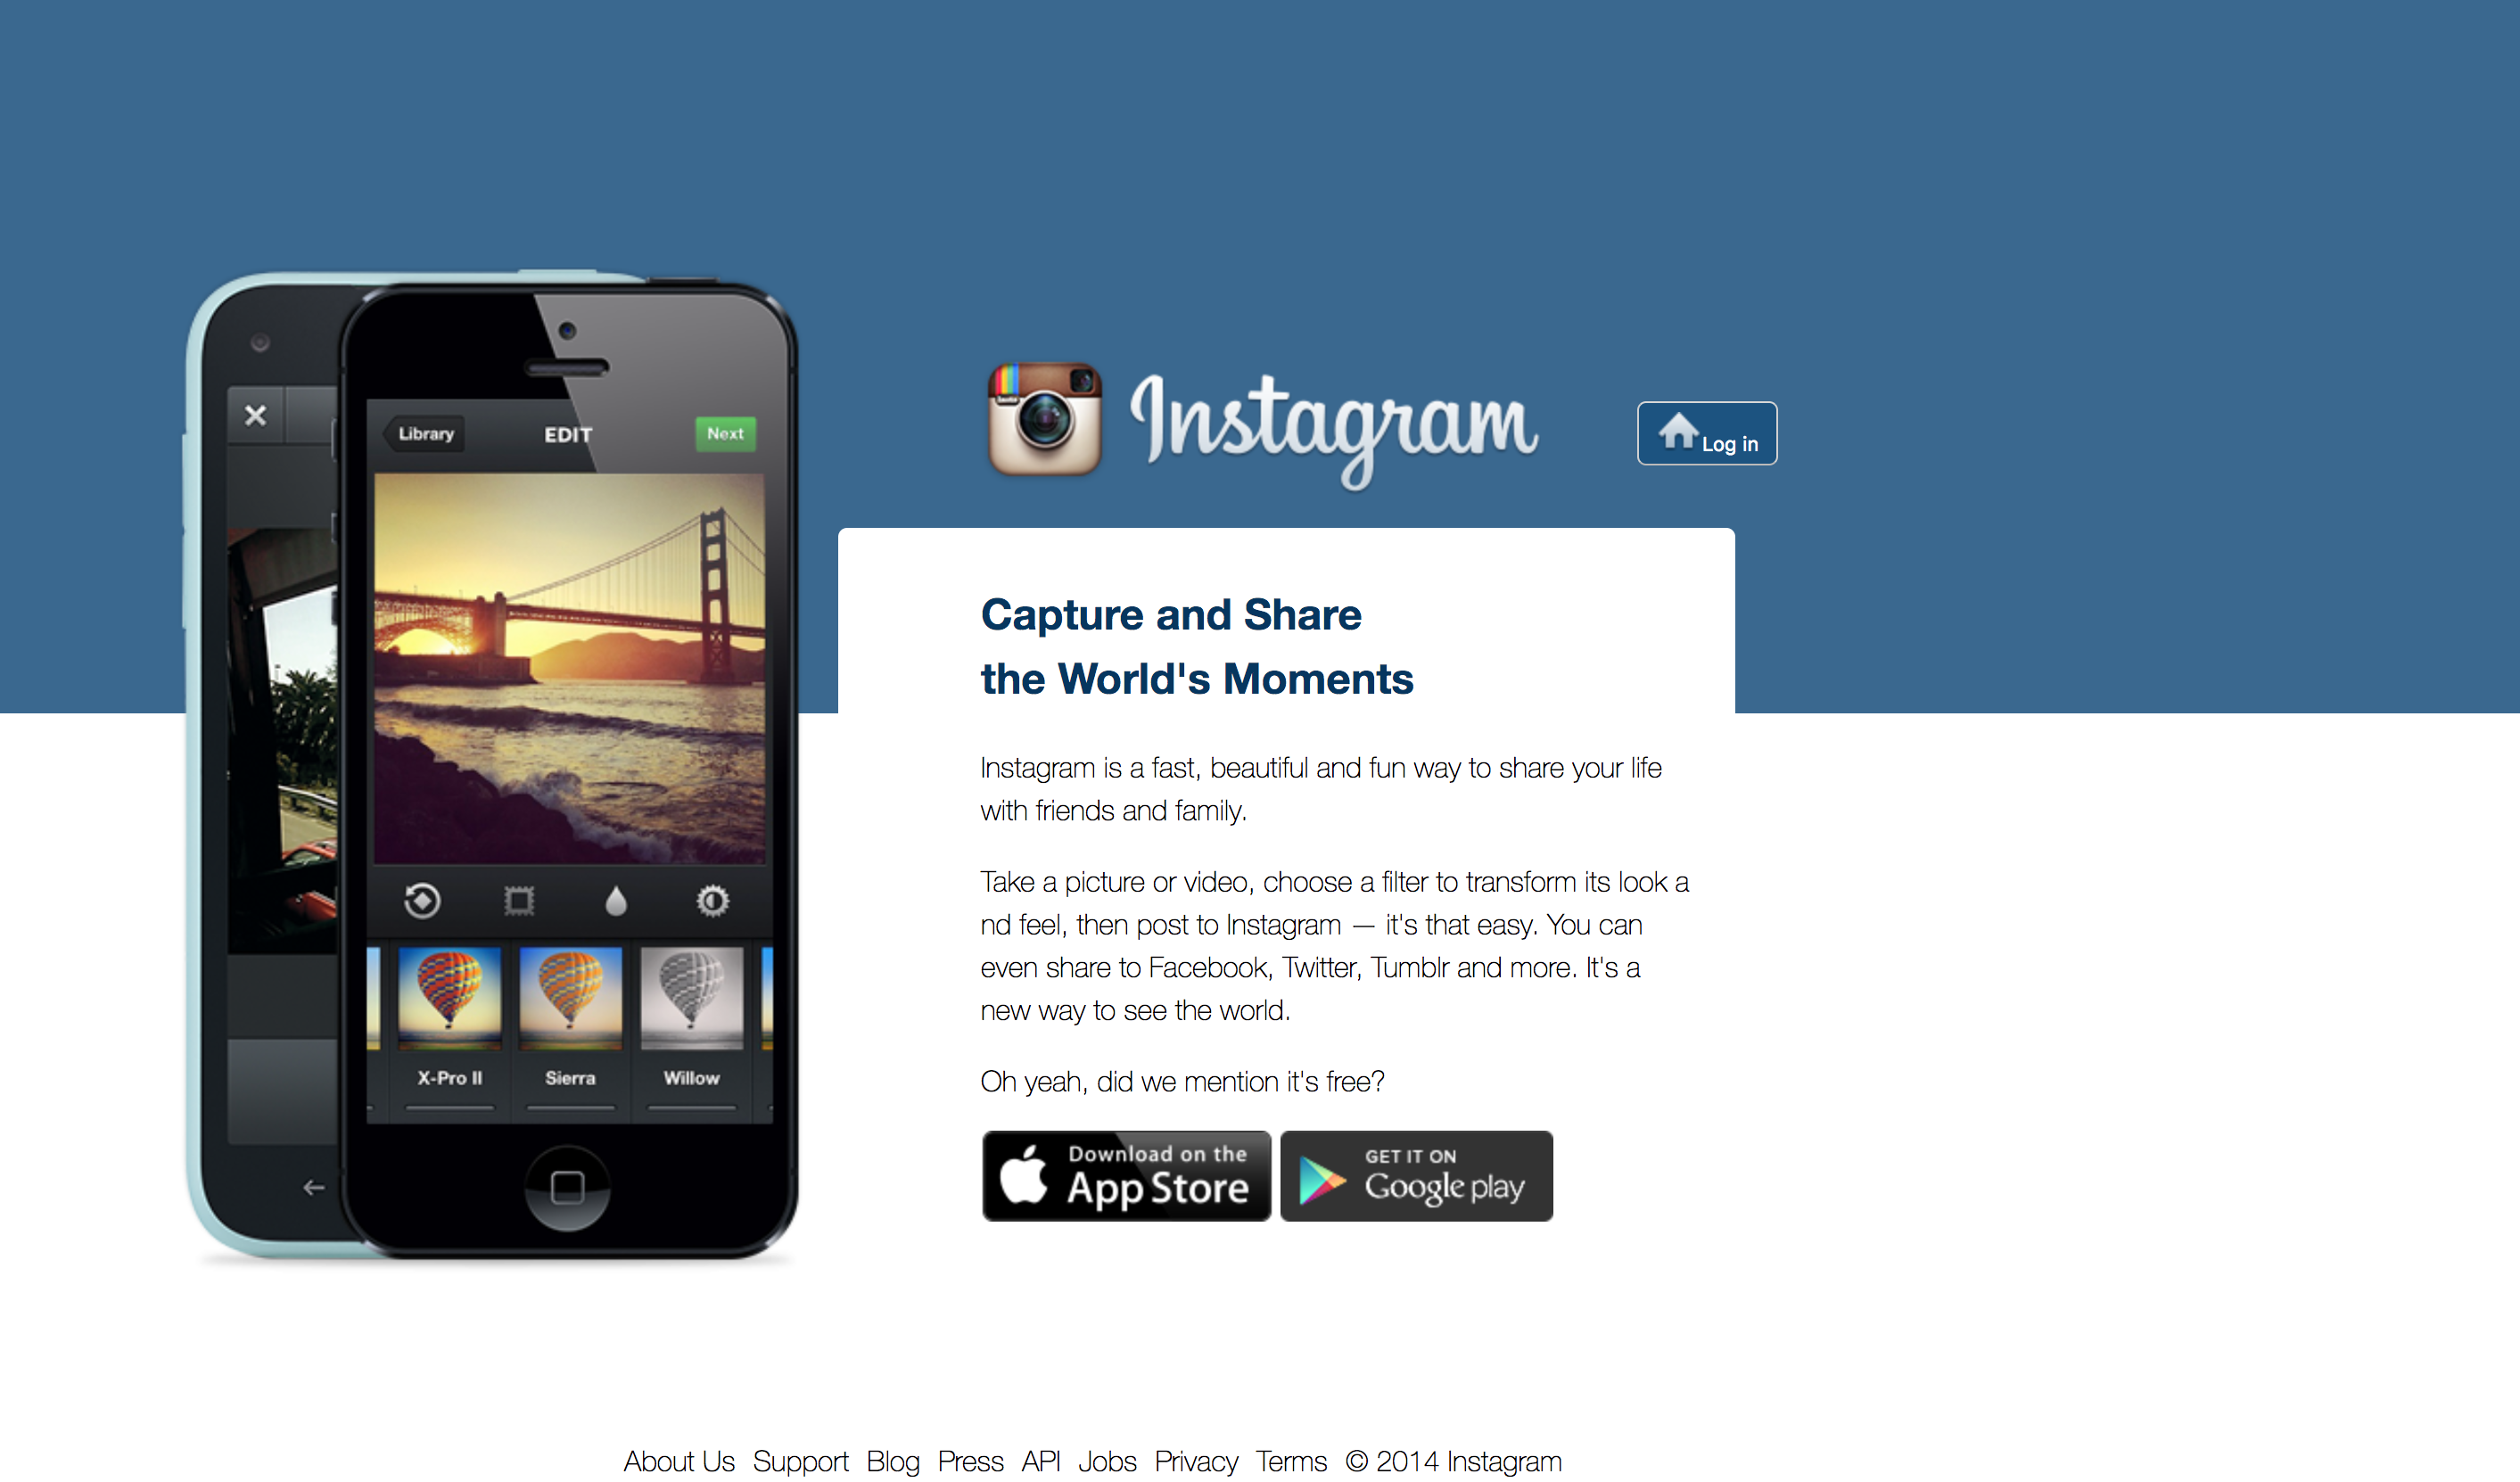 Library
EDIT
Next
X-Pro II
Sierra
Willow
Instagram
Log in
Capture and Share
the World's Moments
Instagram is a fast, beautiful and fun way to share your life
with friends and family.
Take a picture or video, choose a filter to transform its look a
nd feel, then post to Instagram — it's that easy. You can
even share to Facebook, Twitter, Tumblr and more. It's a
new way to see the world.
Oh yeah, did we mention it's free?
Download on the
App Store
GET IT ON
Google play
About Us Support Blog Press API Jobs Privacy Terms © 2014 Instagram